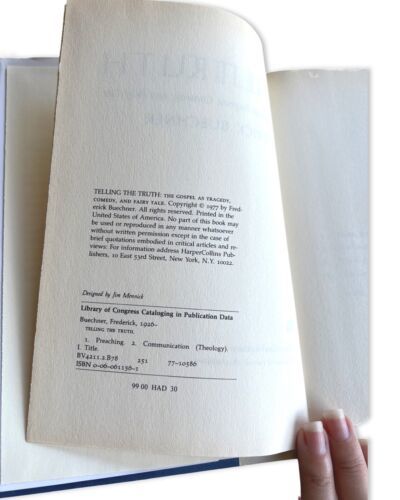 TELLING THE TRUTH: THE GOSPEL AS TRAGEDY,
COMEDY, AND FAIRY TALE. Copyright © 1977 by Fred-
erick Buechner. All rights reserved. Printed in the
United States of America. No part of this book may
be used or reproduced in any manner whatsoever
without written permission except in the case of
brief quotations embodied in critical articles and re-
views. For information address HarperCollins Pub-
lishers, 10 East 53rd Street, New York, N.Y. 10022.
Designed by Jim Mennick
Library of Congress Cataloging in Publication Data
Buechner, Frederick, 1926–
TELLING THE TRUTH.
1. Preaching. 2. Communication (Theology).
I. Title.
BV4211.2.B78 251 77-10586
ISBN 0-06-061156-1
99 00 HAD 30